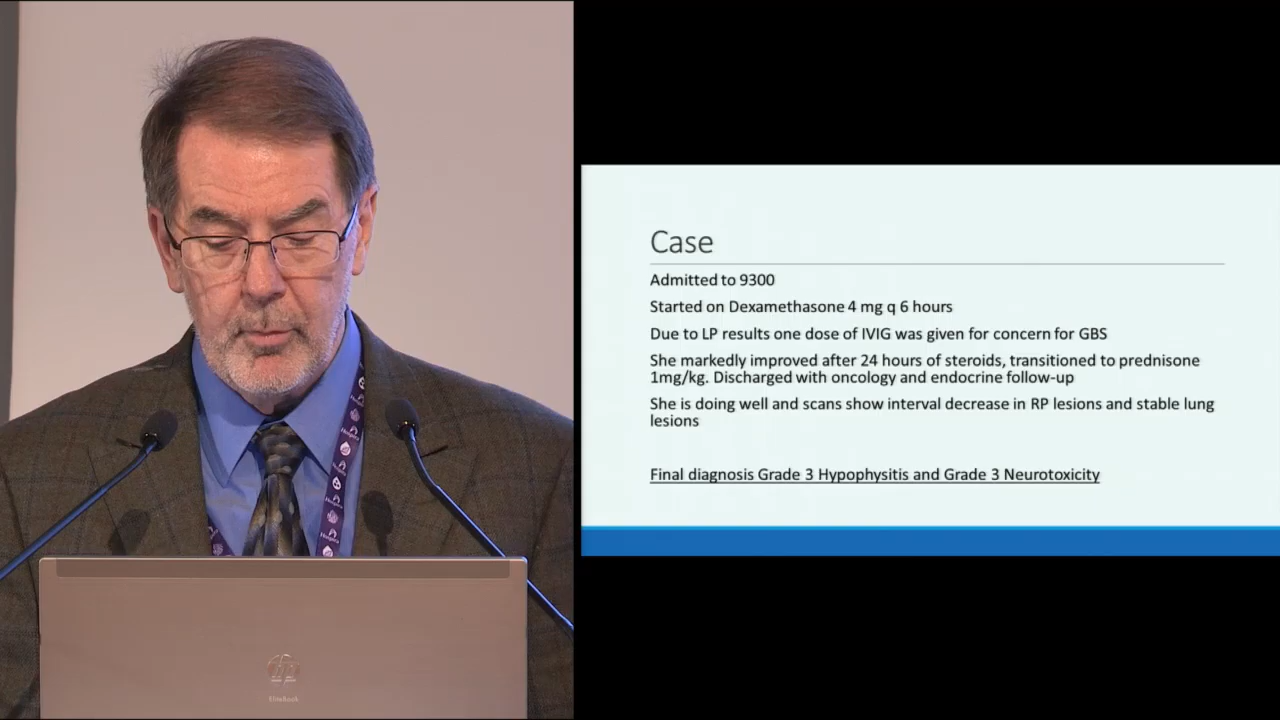 Case
Admitted to 9300
Started on Dexamethasone 4 mg q 6 hours
Due to LP results one dose of IVIG was given for concern for GBS
She markedly improved after 24 hours of steroids, transitioned to prednisone
1mg/kg. Discharged with oncology and endocrine follow-up
She is doing well and scans show interval decrease in RP lesions and stable lung
lesions
Final diagnosis Grade 3 Hypophysitis and Grade 3 Neurotoxicity
hp
EliteBook